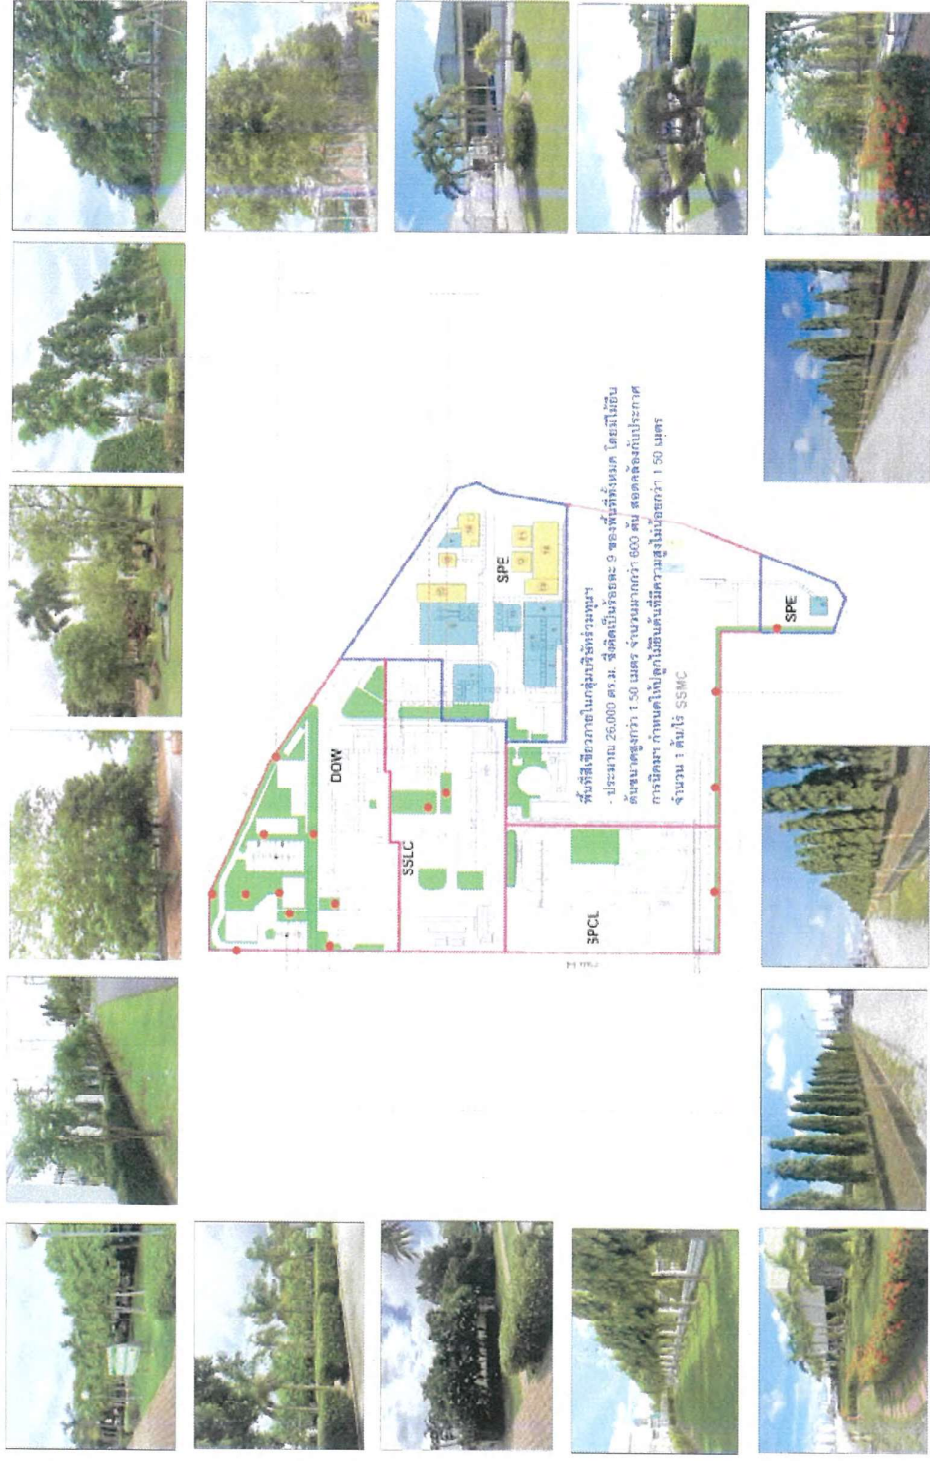 DOW
SSLC
SPE
SPCL
SPE
พื้นที่สีเขียวภายในกลุ่มบริษัทร่วมทุนฯ
- ประมาณ 26,000 ตร.ม. ซึ่งคิดเป็นร้อยละ 9 ของพื้นที่ทั้งหมด โดยมีไม้ยืน
ต้นขนาดสูงกว่า 1.50 เมตร จำนวนมากกว่า 600 ต้น สอดคล้องกับประกาศ
การนิคมฯ กำหนดให้ปลูกไม้ยืนต้นที่มีความสูงไม่น้อยกว่า 1.50 เมตร
จำนวน 1 ต้น/ไร่ SSMC